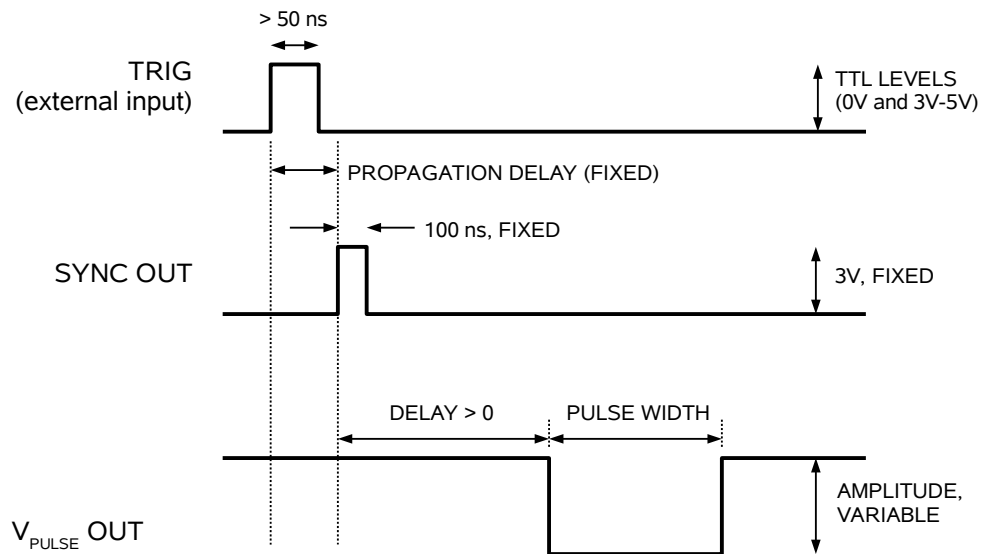 > 50 ns
TRIG
(external input)
TTL LEVELS
(0V and 3V-5V)
PROPAGATION DELAY (FIXED)
100 ns, FIXED
SYNC OUT
3V, FIXED
DELAY > 0
PULSE WIDTH
AMPLITUDE,
VARIABLE
VPULSE OUT